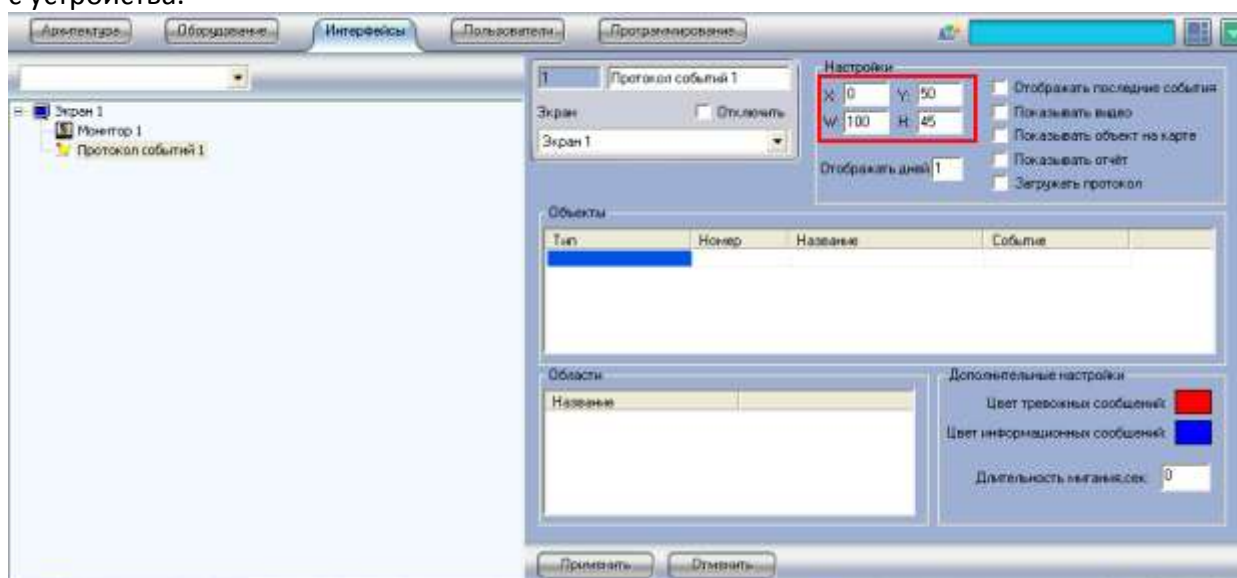 с устройства.
Архитектура Оборудование Интерфейсы Пользователи Программирование
Экран 1
Монитор 1
Протокол событий 1
1 Протокол событий 1
Экран Отключить
Экран 1
Настройки
X: 0 Y: 50
W: 100 H: 45
Отображать дней 1
Отображать последние события
Показывать видео
Показывать объект на карте
Показывать отчёт
Загружать протокол
Объекты
Тип Номер Название Событие
Области
Название
Дополнительные настройки
Цвет тревожных сообщений
Цвет информационных сообщений
Длительность мигания,сек. 0
Применить Отменить